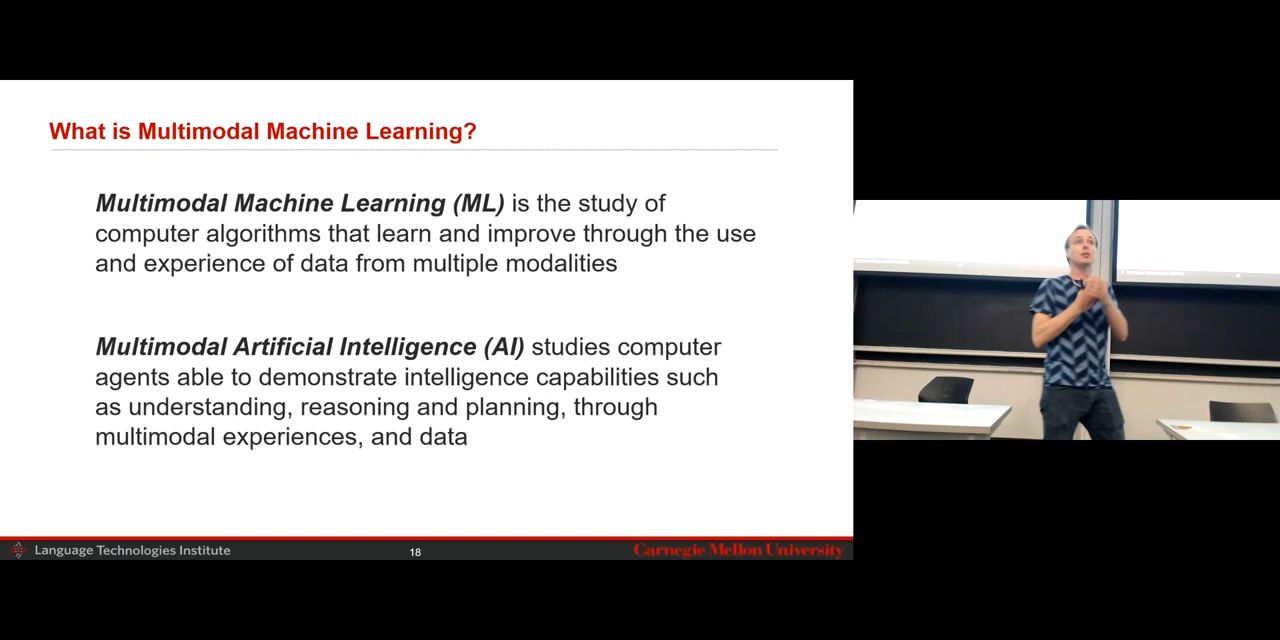 What is Multimodal Machine Learning?
Multimodal Machine Learning (ML) is the study of
computer algorithms that learn and improve through the use
and experience of data from multiple modalities
Multimodal Artificial Intelligence (AI) studies computer
agents able to demonstrate intelligence capabilities such
as understanding, reasoning and planning, through
multimodal experiences, and data
Language Technologies Institute
18
Carnegie Mellon University